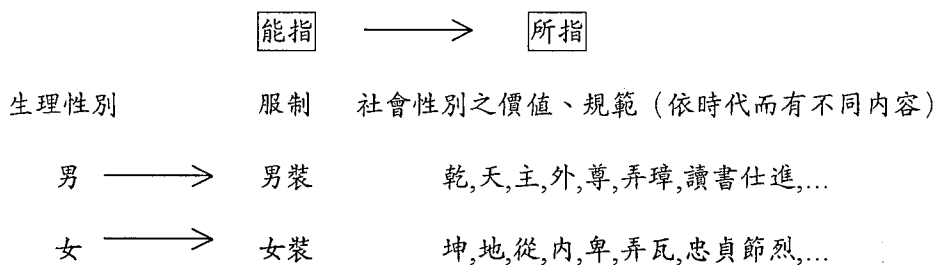 能指 ⟶ 所指
生理性別 服制 社會性別之價值、規範（依時代而有不同內容）
男 ⟶ 男裝 乾,天,主,外,尊,弄璋,讀書仕進,...
女 ⟶ 女裝 坤,地,從,內,卑,弄瓦,忠貞節烈,...